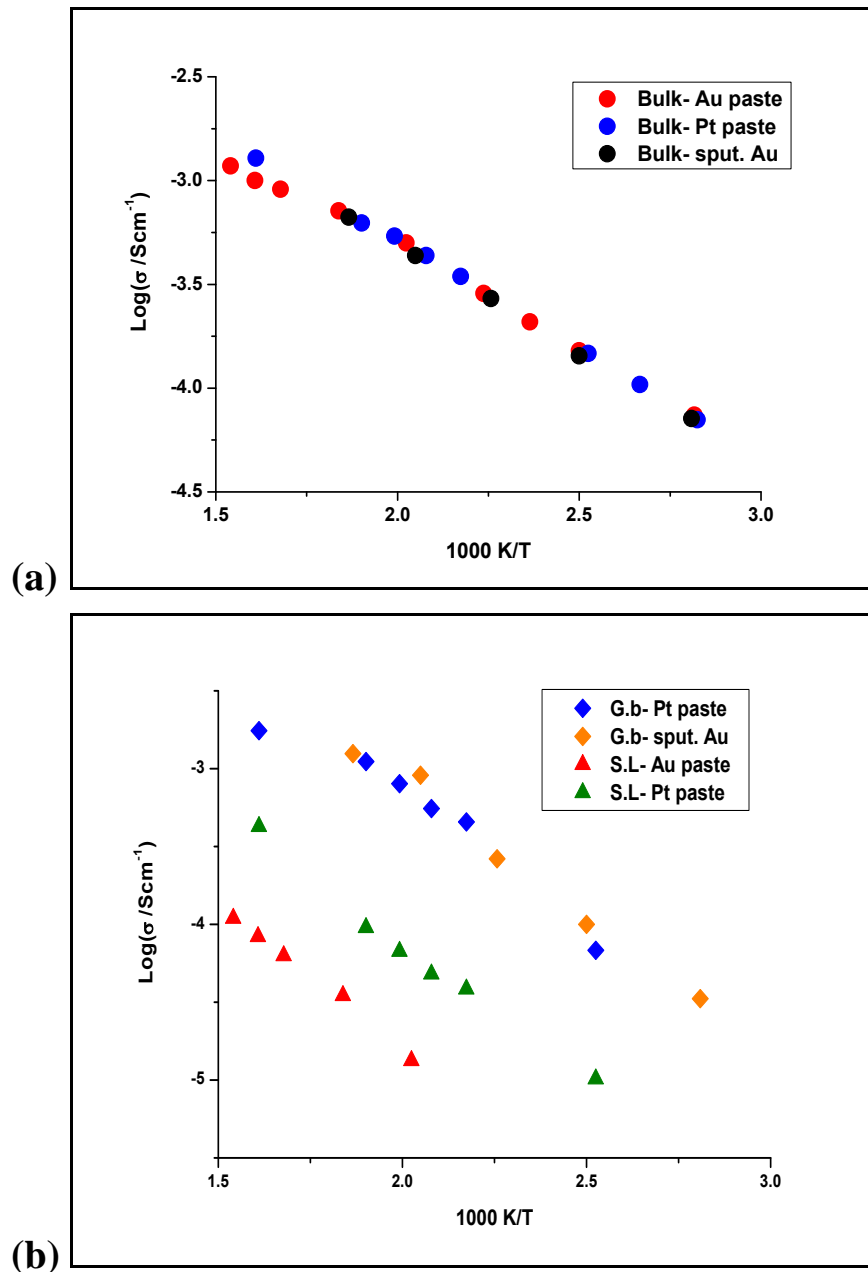 -2.5
Bulk- Au paste
Bulk- Pt paste
Bulk- sput. Au
-3.0
-3.5
-4.0
-4.5
Log(σ /Scm⁻¹)
1.5 2.0 2.5 3.0
1000 K/T
(a)
G.b- Pt paste
G.b- sput. Au
S.L- Au paste
S.L- Pt paste
-3
-4
-5
Log(σ /Scm⁻¹)
1.5 2.0 2.5 3.0
1000 K/T
(b)